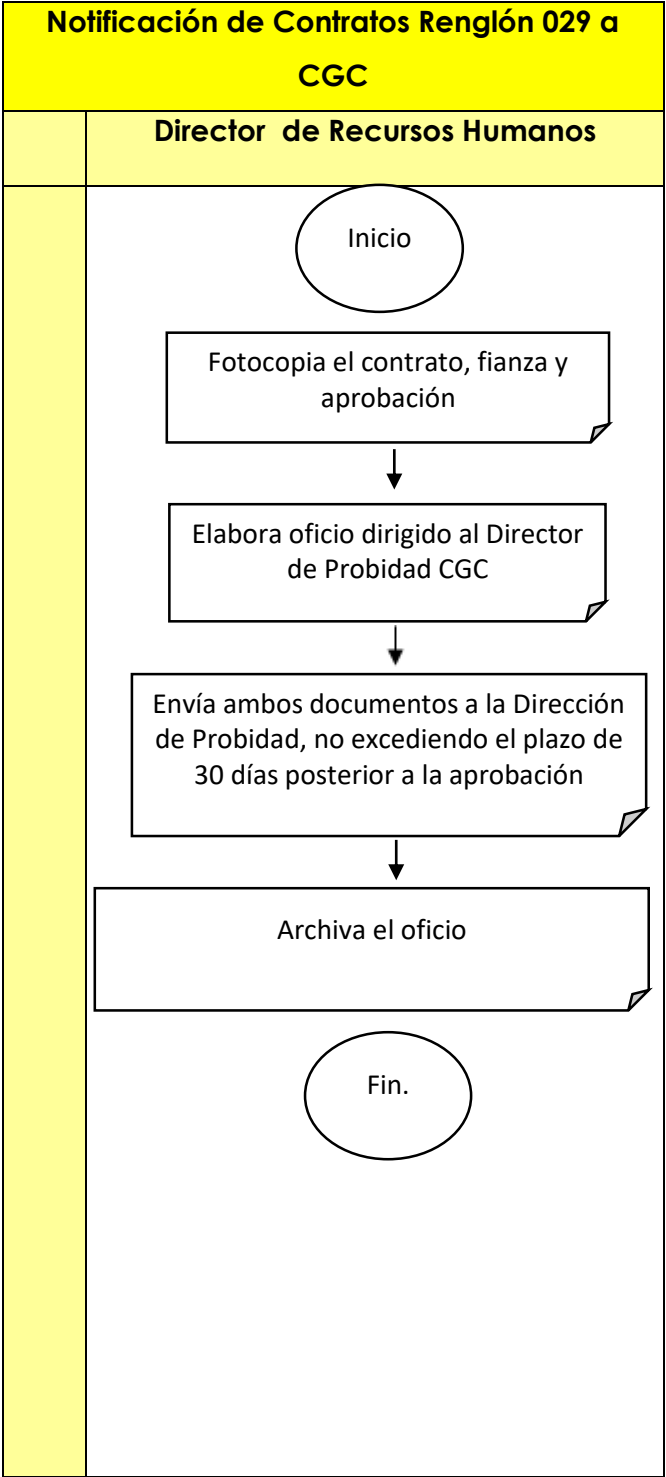 Notificación de Contratos Renglón 029 a
CGC
Director de Recursos Humanos
Inicio
Fotocopia el contrato, fianza y
aprobación
Elabora oficio dirigido al Director
de Probidad CGC
Envía ambos documentos a la Dirección
de Probidad, no excediendo el plazo de
30 días posterior a la aprobación
Archiva el oficio
Fin.